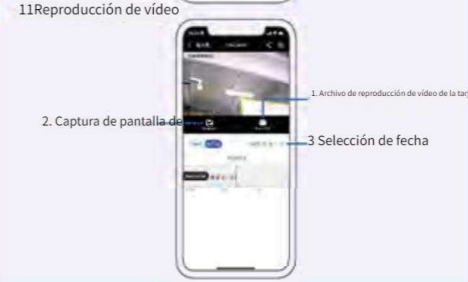 11Reproducción de vídeo
1. Archivo de reproducción de vídeo de la tar
2. Captura de pantalla de
3 Selección de fecha